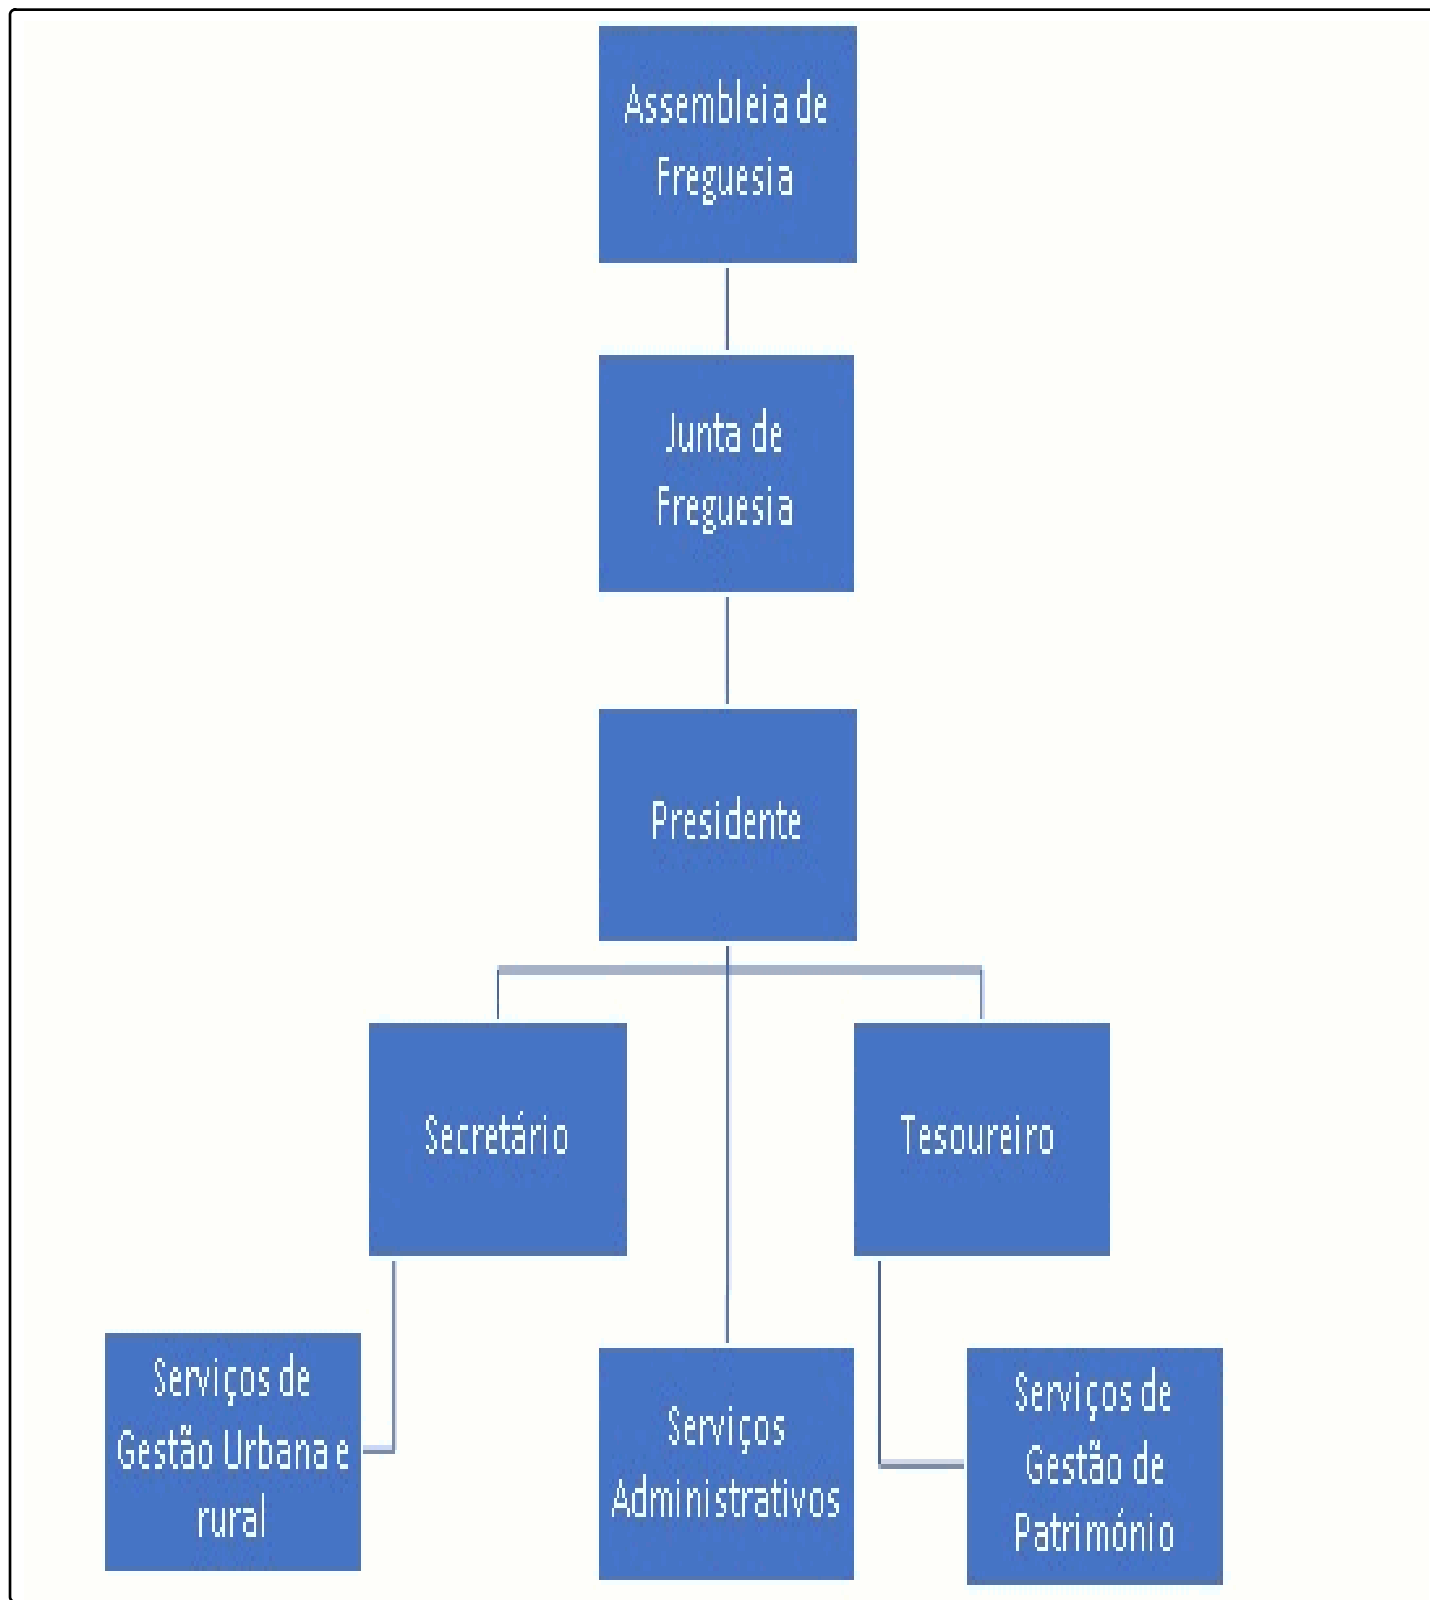 Assembleia de
Freguesia
Junta de
Freguesia
Presidente
Secretário
Tesoureiro
Serviços de
Gestão Urbana e
rural
Serviços
Administrativos
Serviços de
Gestão de
Património